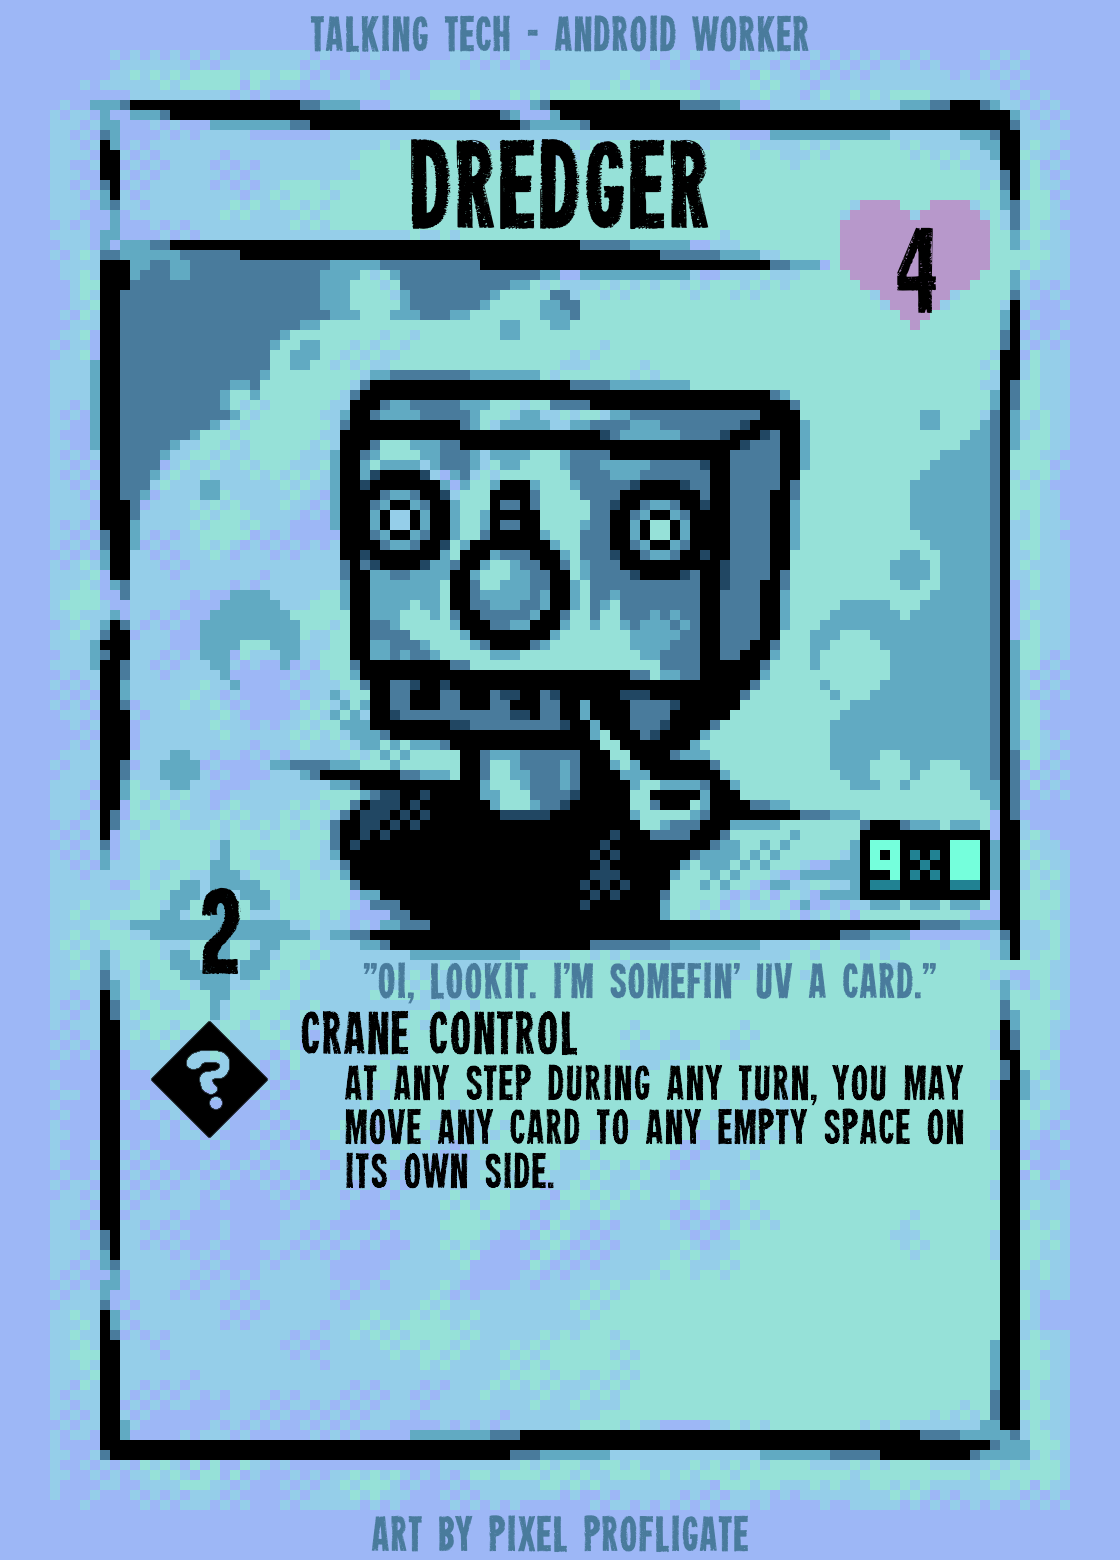 TALKING TECH - ANDROID WORKER
DREDGER
4
9×
2
"OI, LOOKIT. I'M SOMEFIN' UV A CARD."
CRANE CONTROL
?
AT ANY STEP DURING ANY TURN, YOU MAY
MOVE ANY CARD TO ANY EMPTY SPACE ON
ITS OWN SIDE.
ART BY PIXEL PROFLIGATE